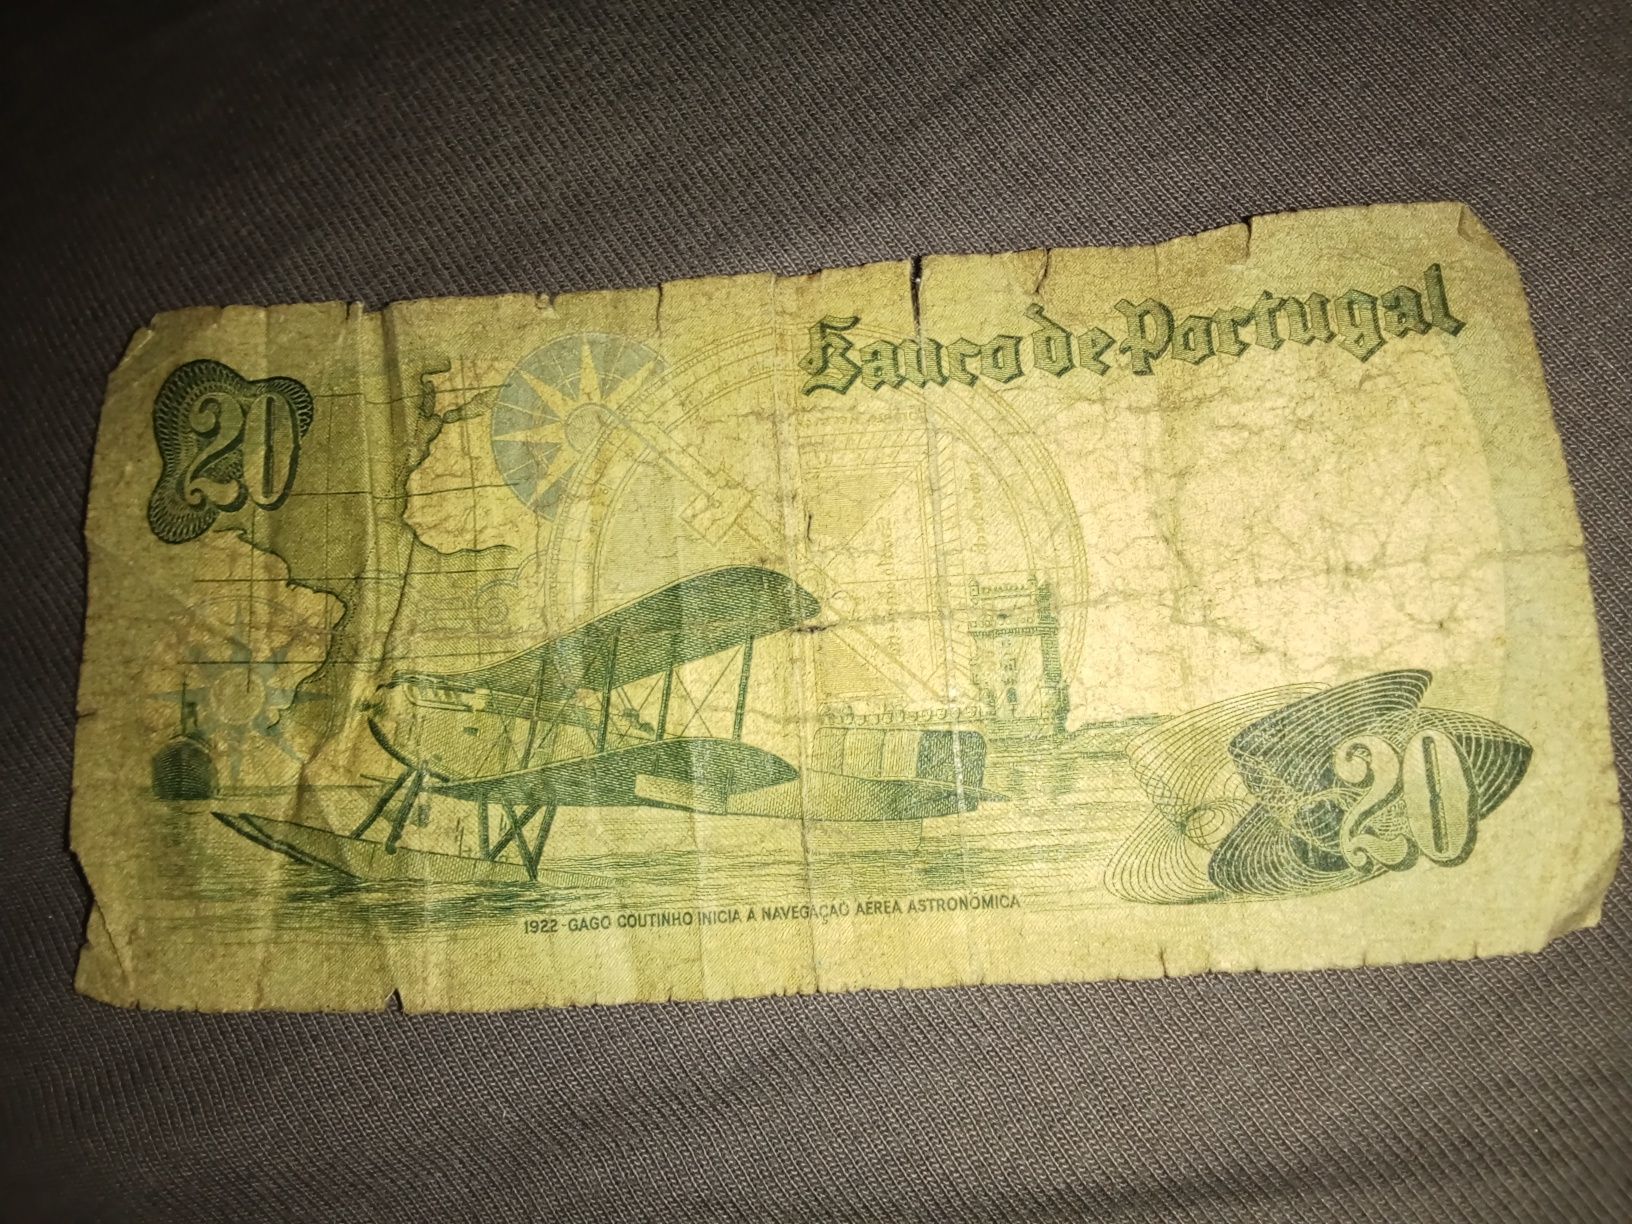 Banco de Portugal
20
20
1922-GAGO COUTINHO INICIA A NAVEGAÇÃO AÉREA ASTRONÓMICA